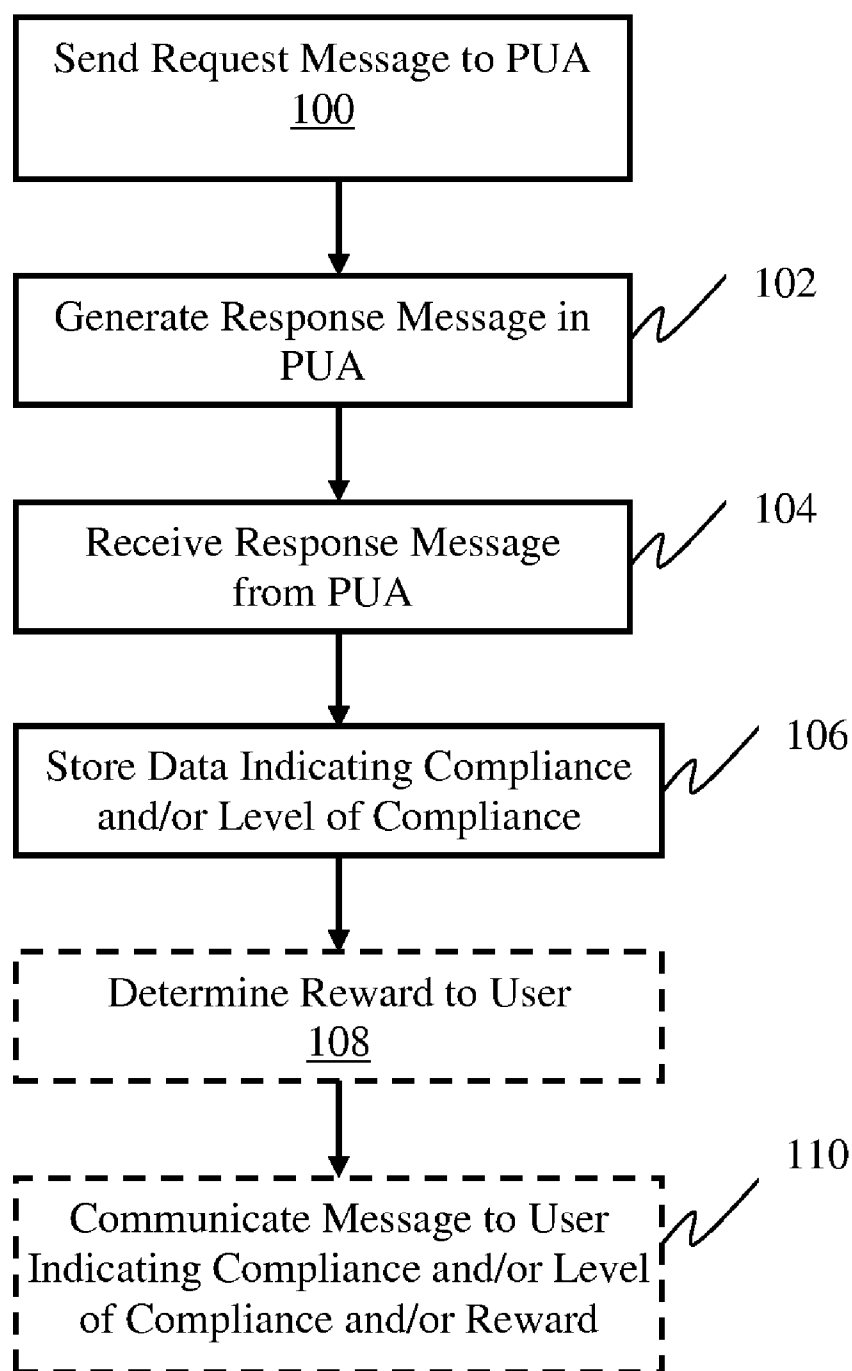 Send Request Message to PUA
100
102
Generate Response Message in
PUA
104
Receive Response Message
from PUA
106
Store Data Indicating Compliance
and/or Level of Compliance
Determine Reward to User
108
110
Communicate Message to User
Indicating Compliance and/or Level
of Compliance and/or Reward